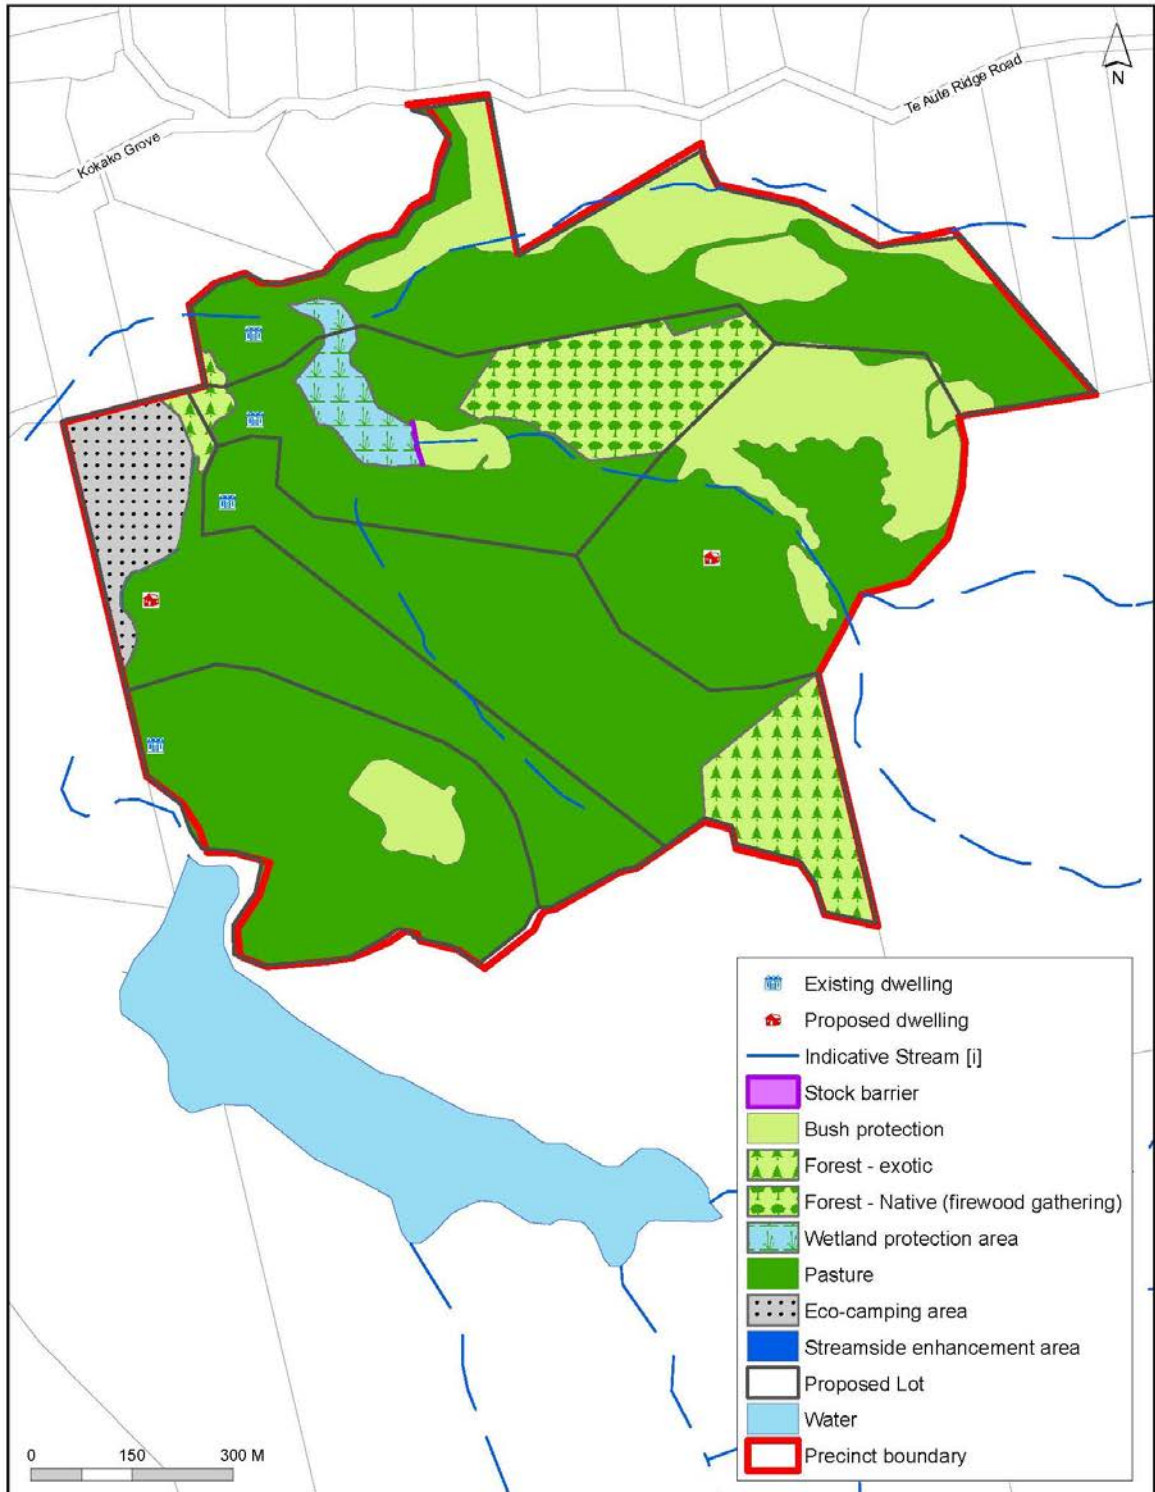 Te Aute Ridge Road
N
Kokako Grove
Existing dwelling
Proposed dwelling
Indicative Stream [i]
Stock barrier
Bush protection
Forest - exotic
Forest - Native (firewood gathering)
Wetland protection area
Pasture
Eco-camping area
Streamside enhancement area
Proposed Lot
Water
Precinct boundary
0 150 300 M